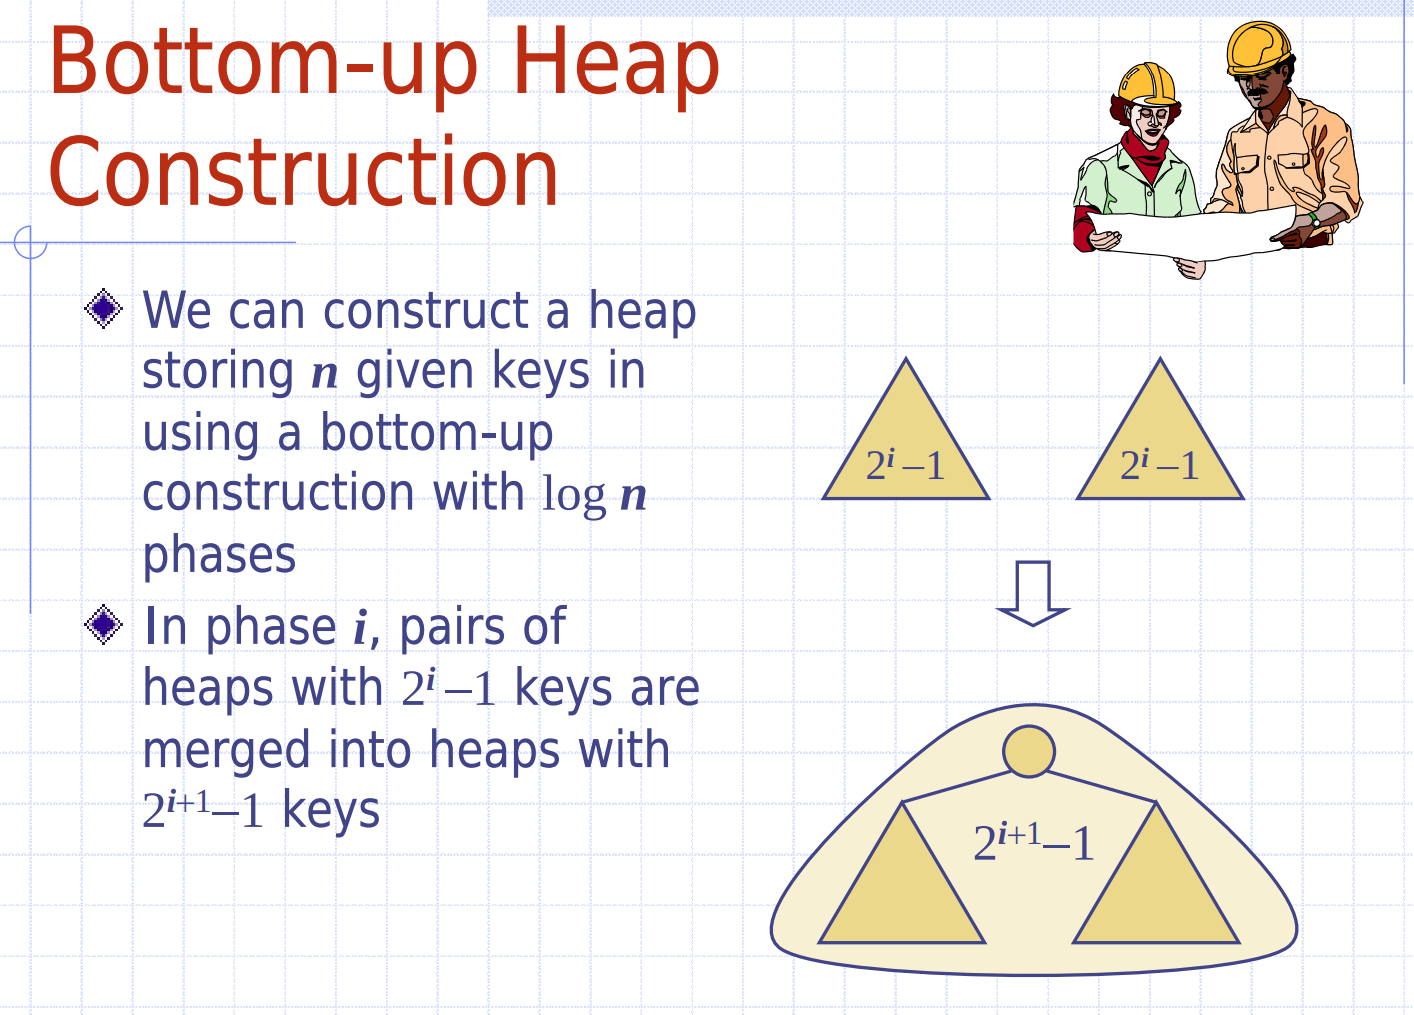 Bottom-up Heap
Construction
We can construct a heap
storing n given keys in
using a bottom-up
construction with log n
phases
In phase i, pairs of
heaps with 2^i –1 keys are
merged into heaps with
2^{i+1}–1 keys
2^i –1
2^i –1
2^{i+1}–1